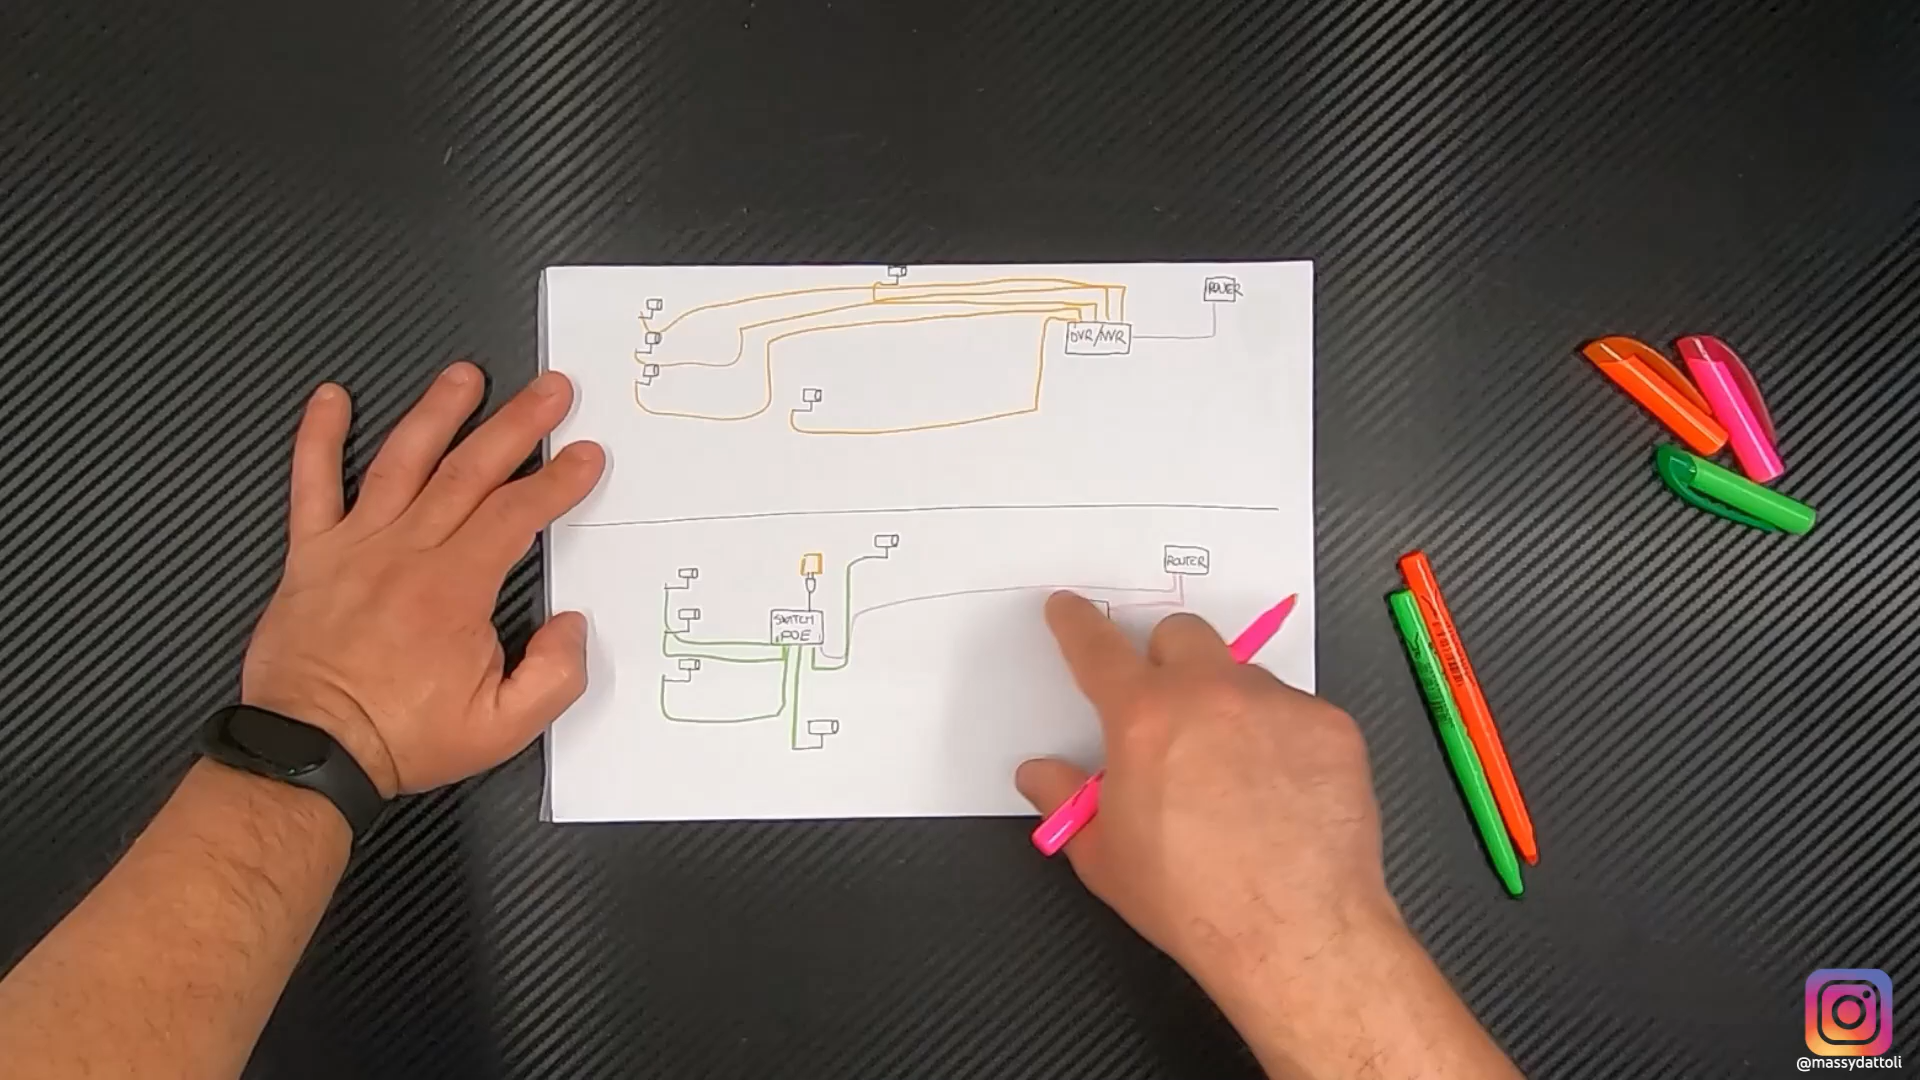 ROUTER
DVR/NVR
ROUTER
SWITCH
POE
@massydattoli